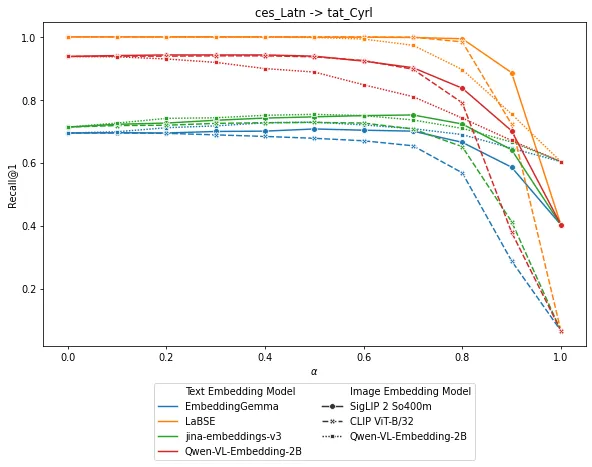 ces_Latn -> tat_Cyrl
Recall@1
1.0
0.8
0.6
0.4
0.2
0.0 0.2 0.4 0.6 0.8 1.0
α
Text Embedding Model
EmbeddingGemma
LaBSE
jina-embeddings-v3
Qwen-VL-Embedding-2B
Image Embedding Model
SigLIP 2 So400m
CLIP ViT-B/32
Qwen-VL-Embedding-2B